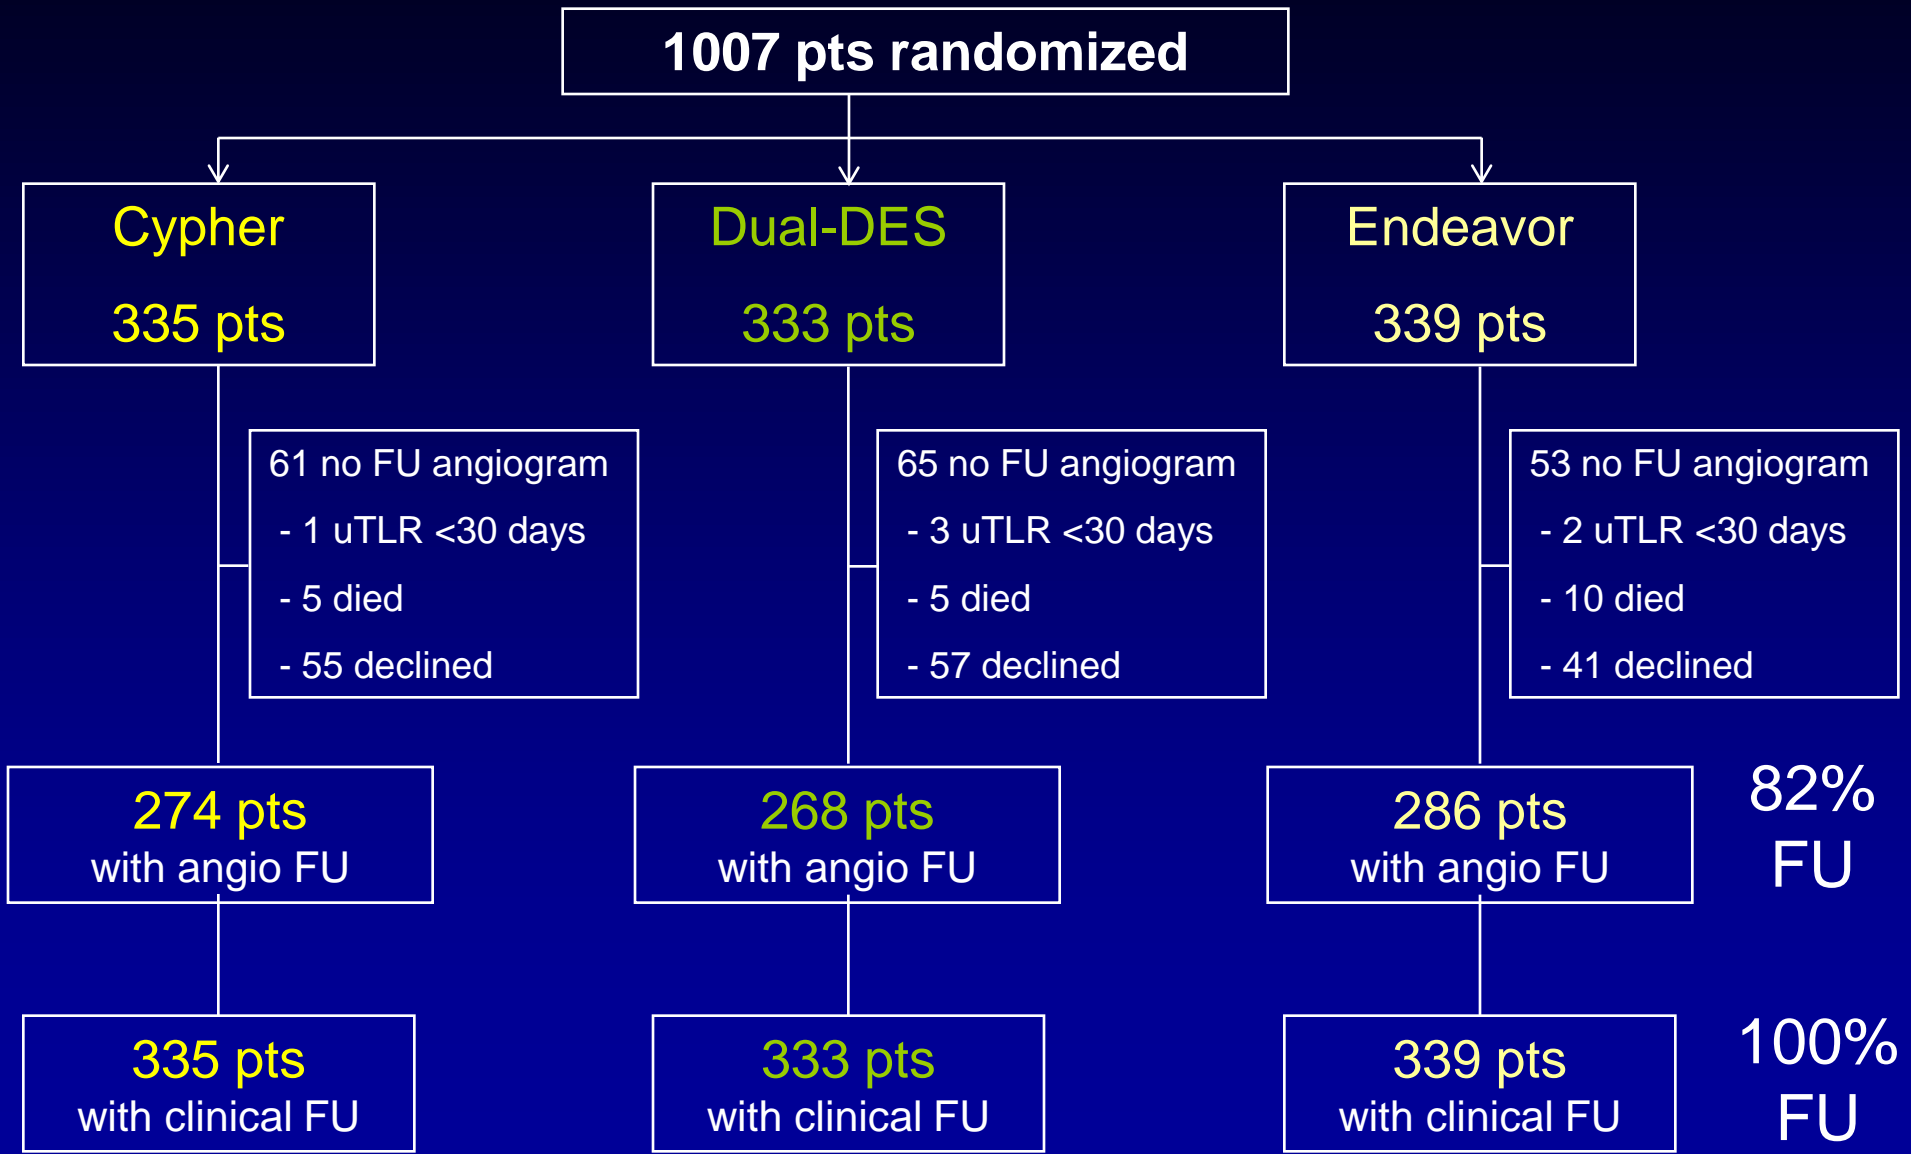 1007 pts randomized
Cypher
335 pts
Dual-DES
333 pts
Endeavor
339 pts
61 no FU angiogram
- 1 uTLR <30 days
- 5 died
- 55 declined
65 no FU angiogram
- 3 uTLR <30 days
- 5 died
- 57 declined
53 no FU angiogram
- 2 uTLR <30 days
- 10 died
- 41 declined
274 pts
with angio FU
268 pts
with angio FU
286 pts
with angio FU
82%
FU
335 pts
with clinical FU
333 pts
with clinical FU
339 pts
with clinical FU
100%
FU